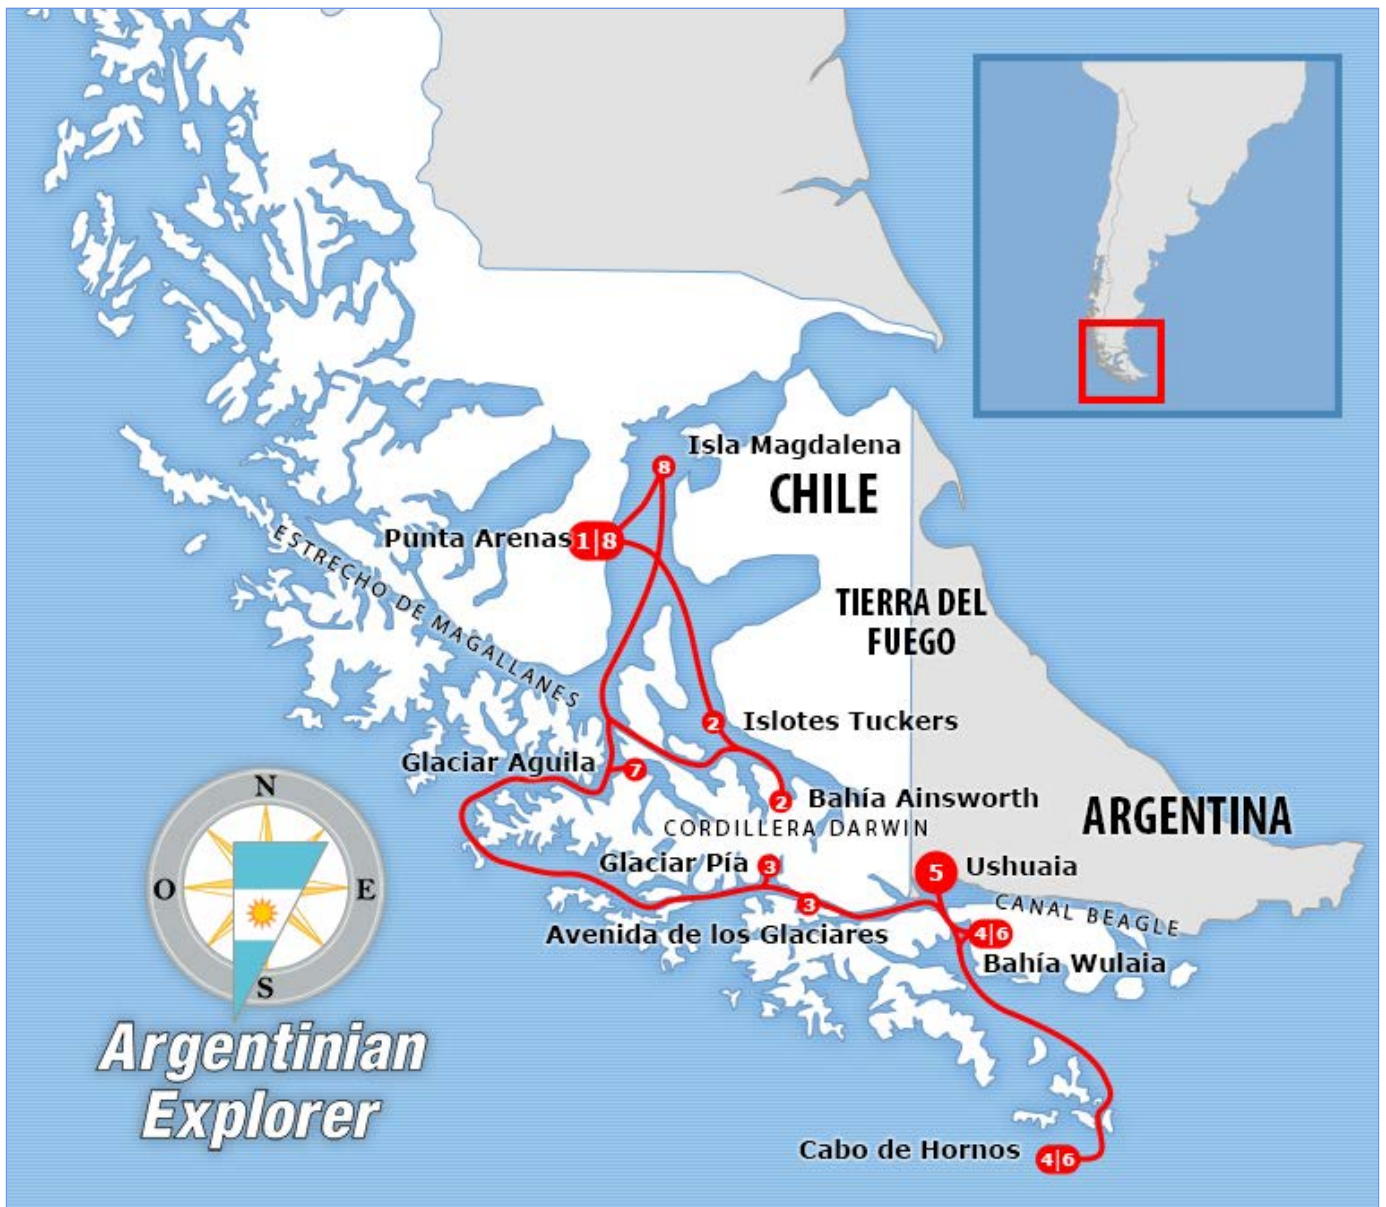 Isla Magdalena
8
CHILE
Punta Arenas
1|8
ESTRECHO DE MAGALLANES
TIERRA DEL
FUEGO
2
Islotes Tuckers
Glaciar Aguila
7
2
Bahía Ainsworth
CORDILLERA DARWIN
ARGENTINA
Glaciar Pía
3
5
Ushuaia
3
CANAL BEAGLE
Avenida de los Glaciares
4|6
Bahía Wulaia
Cabo de Hornos
4|6
N
O
E
S
Argentinian
Explorer